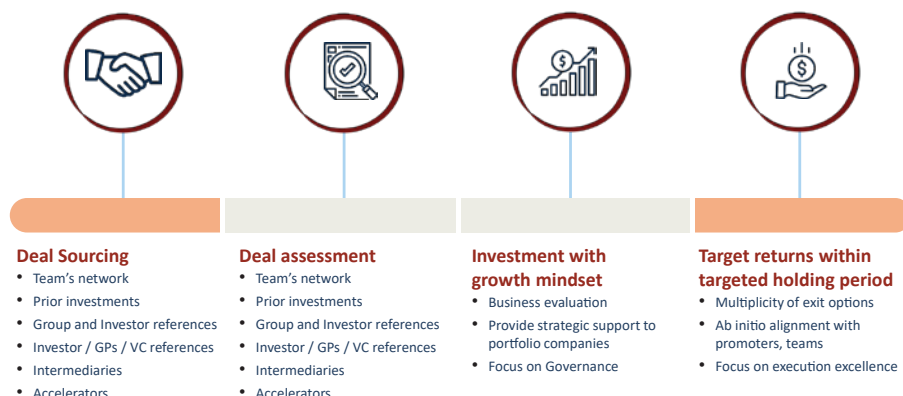 Deal Sourcing
• Team's network
• Prior investments
• Group and Investor references
• Investor / GPs / VC references
• Intermediaries
• Accelerators
Deal assessment
• Team's network
• Prior investments
• Group and Investor references
• Investor / GPs / VC references
• Intermediaries
• Accelerators
Investment with
growth mindset
• Business evaluation
• Provide strategic support to
portfolio companies
• Focus on Governance
Target returns within
targeted holding period
• Multiplicity of exit options
• Ab initio alignment with
promoters, teams
• Focus on execution excellence